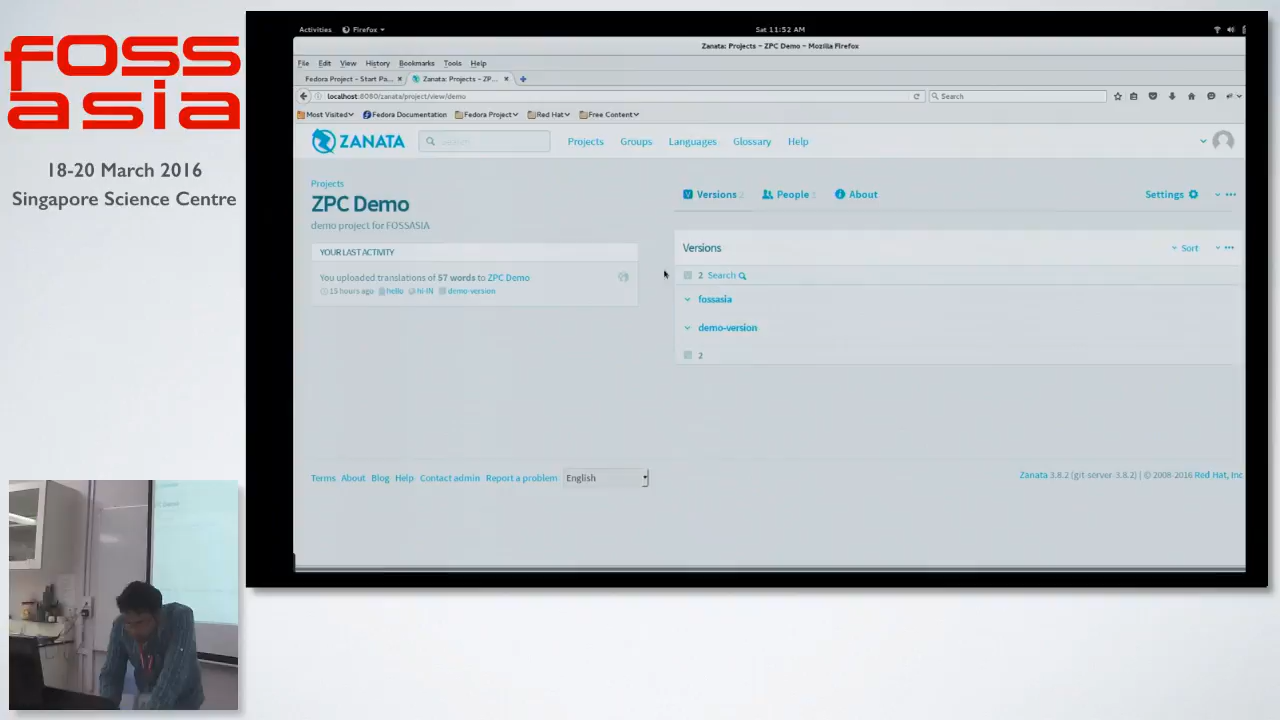 foss
asia
18-20 March 2016
Singapore Science Centre
Activities Firefox
Sat 11:52 AM
Zanata: Projects - ZPC Demo - Mozilla Firefox
File Edit View History Bookmarks Tools Help
Fedora Project - Start Pa... × Zanata: Projects - ZP... ×
localhost:8080/zanata/project/view/demo
Search
Most Visited Fedora Documentation Fedora Project Red Hat Free Content
ZANATA
Search
Projects Groups Languages Glossary Help
Projects
ZPC Demo
demo project for FOSSASIA
Versions 2 People About Settings
YOUR LAST ACTIVITY
You uploaded translations of 57 words to ZPC Demo
13 hours ago hello hi-IN demo-version
Versions Sort
2 Search
fossasia
demo-version
2
Terms About Blog Help Contact admin Report a problem English
Zanata 3.8.2 (git-server-3.8.2) | © 2008-2016 Red Hat, Inc